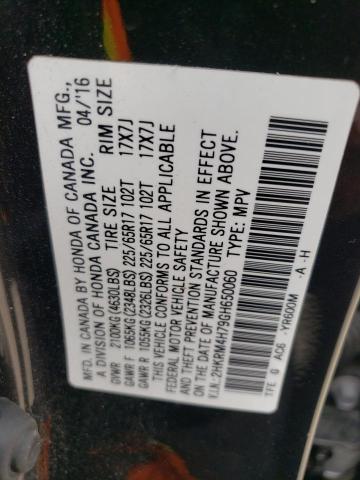 MFD. IN CANADA BY HONDA OF CANADA MFG.,
A DIVISION OF HONDA CANADA INC. 04/'16
GVWR 2100KG (4630LBS) TIRE SIZE RIM SIZE
GAWR F 1065KG (2348LBS) 225/65R17 102T 17X7J
GAWR R 1055KG (2326LBS) 225/65R17 102T 17X7J
THIS VEHICLE CONFORMS TO ALL APPLICABLE
FEDERAL MOTOR VEHICLE SAFETY
AND THEFT PREVENTION STANDARDS IN EFFECT
ON THE DATE OF MANUFACTURE SHOWN ABOVE.
V.I.N.:2HKRM4H79GH650060 TYPE: MPV
TFE G AC6 YR600M -A -H